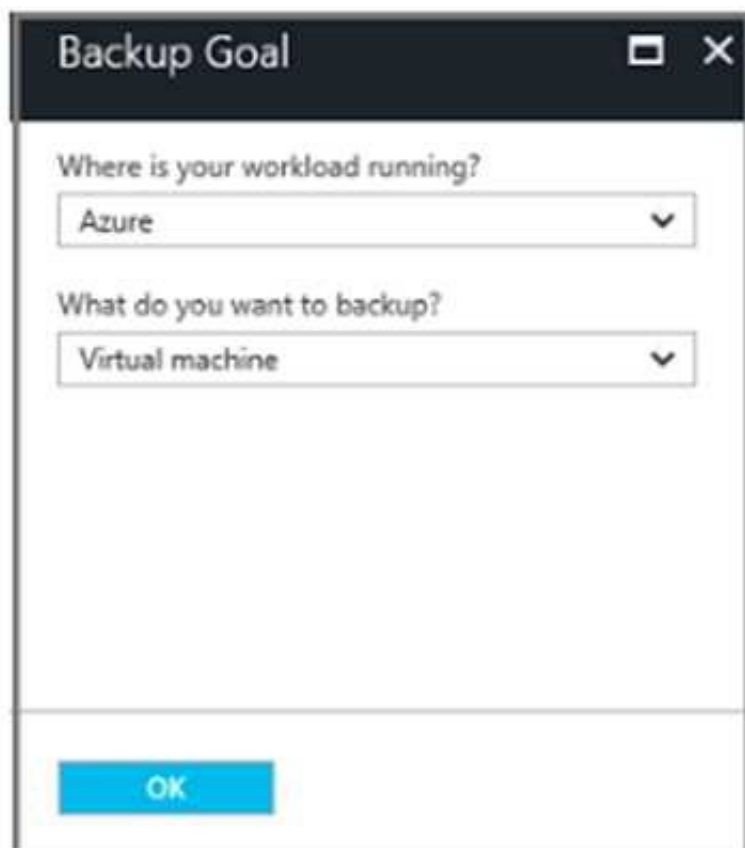 Backup Goal
Where is your workload running?
Azure
What do you want to backup?
Virtual machine
OK